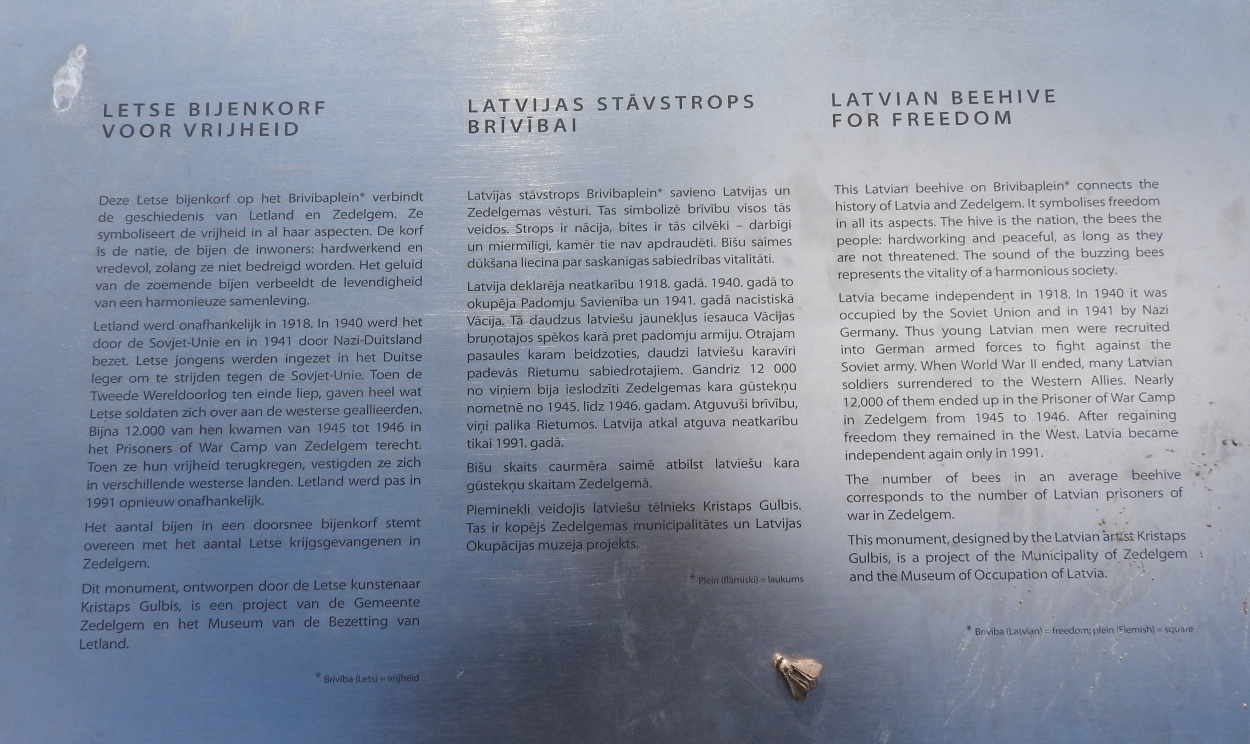 LETSE BIJENKORF
VOOR VRIJHEID
Deze Letse bijenkorf op het Brivibaplein* verbindt
de geschiedenis van Letland en Zedelgem. Ze
symboliseert de vrijheid in al haar aspecten. De korf
is de natie, de bijen de inwoners: hardwerkend en
vredevol, zolang ze niet bedreigd worden. Het geluid
van de zoemende bijen verbeeldt de levendigheid
van een harmonieuze samenleving.
Letland werd onafhankelijk in 1918. In 1940 werd het
door de Sovjet-Unie en in 1941 door Nazi-Duitsland
bezet. Letse jongens werden ingezet in het Duitse
leger om te strijden tegen de Sovjet-Unie. Toen de
Tweede Wereldoorlog ten einde liep, gaven heel wat
Letse soldaten zich over aan de westerse geallieerden.
Bijna 12.000 van hen kwamen van 1945 tot 1946 in
het Prisoners of War Camp van Zedelgem terecht.
Toen ze hun vrijheid terugkregen, vestigden ze zich
in verschillende westerse landen. Letland werd pas in
1991 opnieuw onafhankelijk.
Het aantal bijen in een doorsnee bijenkorf stemt
overeen met het aantal Letse krijgsgevangenen in
Zedelgem.
Dit monument, ontworpen door de Letse kunstenaar
Kristaps Gulbis, is een project van de Gemeente
Zedelgem en het Museum van de Bezetting van
Letland.
* Briviba (Lets) = vrijheid
LATVIJAS STĀVSTROPS
BRĪVĪBAI
Latvijas stāvstrops Brivibaplein* savieno Latvijas un
Zedelgemas vēsturi. Tas simbolizē brīvību visos tās
veidos. Strops ir nācija, bites ir tās cilvēki – darbīgi
un miermīlīgi, kamēr tie nav apdraudēti. Bišu saimes
dūkšana liecina par saskanīgas sabiedrības vitalitāti.
Latvija deklarēja neatkarību 1918. gadā. 1940. gadā to
okupēja Padomju Savienība un 1941. gadā nacistiskā
Vācija. Tā daudzus latviešu jaunekļus iesauca Vācijas
bruņotajos spēkos karā pret padomju armiju. Otrajam
pasaules karam beidzoties, daudzi latviešu karavīri
padevās Rietumu sabiedrotajiem. Gandrīz 12 000
no viņiem bija ieslodzīti Zedelgemas kara gūstekņu
nometnē no 1945. līdz 1946. gadam. Atguvuši brīvību,
viņi palika Rietumos. Latvija atkal atguva neatkarību
tikai 1991. gadā.
Bišu skaits caurmēra saimē atbilst latviešu kara
gūstekņu skaitam Zedelgemā.
Pieminekli veidojis latviešu tēlnieks Kristaps Gulbis.
Tas ir kopējs Zedelgemas municipalitātes un Latvijas
Okupācijas muzeja projekts.
* Plein (flāmiski) = laukums
LATVIAN BEEHIVE
FOR FREEDOM
This Latvian beehive on Brivibaplein* connects the
history of Latvia and Zedelgem. It symbolises freedom
in all its aspects. The hive is the nation, the bees the
people: hardworking and peaceful, as long as they
are not threatened. The sound of the buzzing bees
represents the vitality of a harmonious society.
Latvia became independent in 1918. In 1940 it was
occupied by the Soviet Union and in 1941 by Nazi
Germany. Thus young Latvian men were recruited
into German armed forces to fight against the
Soviet army. When World War II ended, many Latvian
soldiers surrendered to the Western Allies. Nearly
12,000 of them ended up in the Prisoner of War Camp
in Zedelgem from 1945 to 1946. After regaining
freedom they remained in the West. Latvia became
independent again only in 1991.
The number of bees in an average beehive
corresponds to the number of Latvian prisoners of
war in Zedelgem.
This monument, designed by the Latvian artist Kristaps
Gulbis, is a project of the Municipality of Zedelgem
and the Museum of Occupation of Latvia.
* Briviba (Latvian) = freedom; plein (Flemish) = square